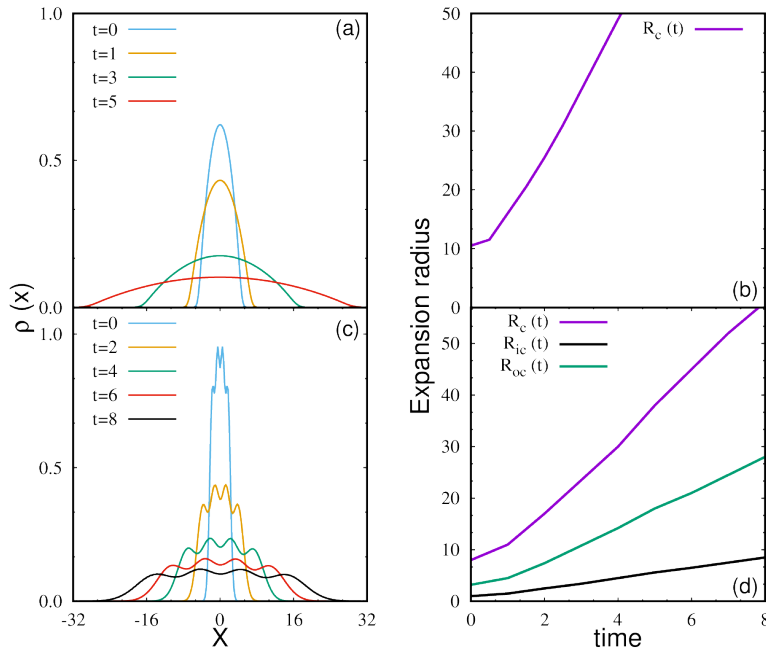 (a)
t=0
t=1
t=3
t=5
1.0
0.5
0.0
(b)
R_c (t)
50
40
30
20
10
0
ρ (x)
Expansion radius
(c)
t=0
t=2
t=4
t=6
t=8
1.0
0.5
0.0
-32 -16 0 16 32
X
(d)
R_c (t)
R_ic (t)
R_oc (t)
50
40
30
20
10
0
0 2 4 6 8
time